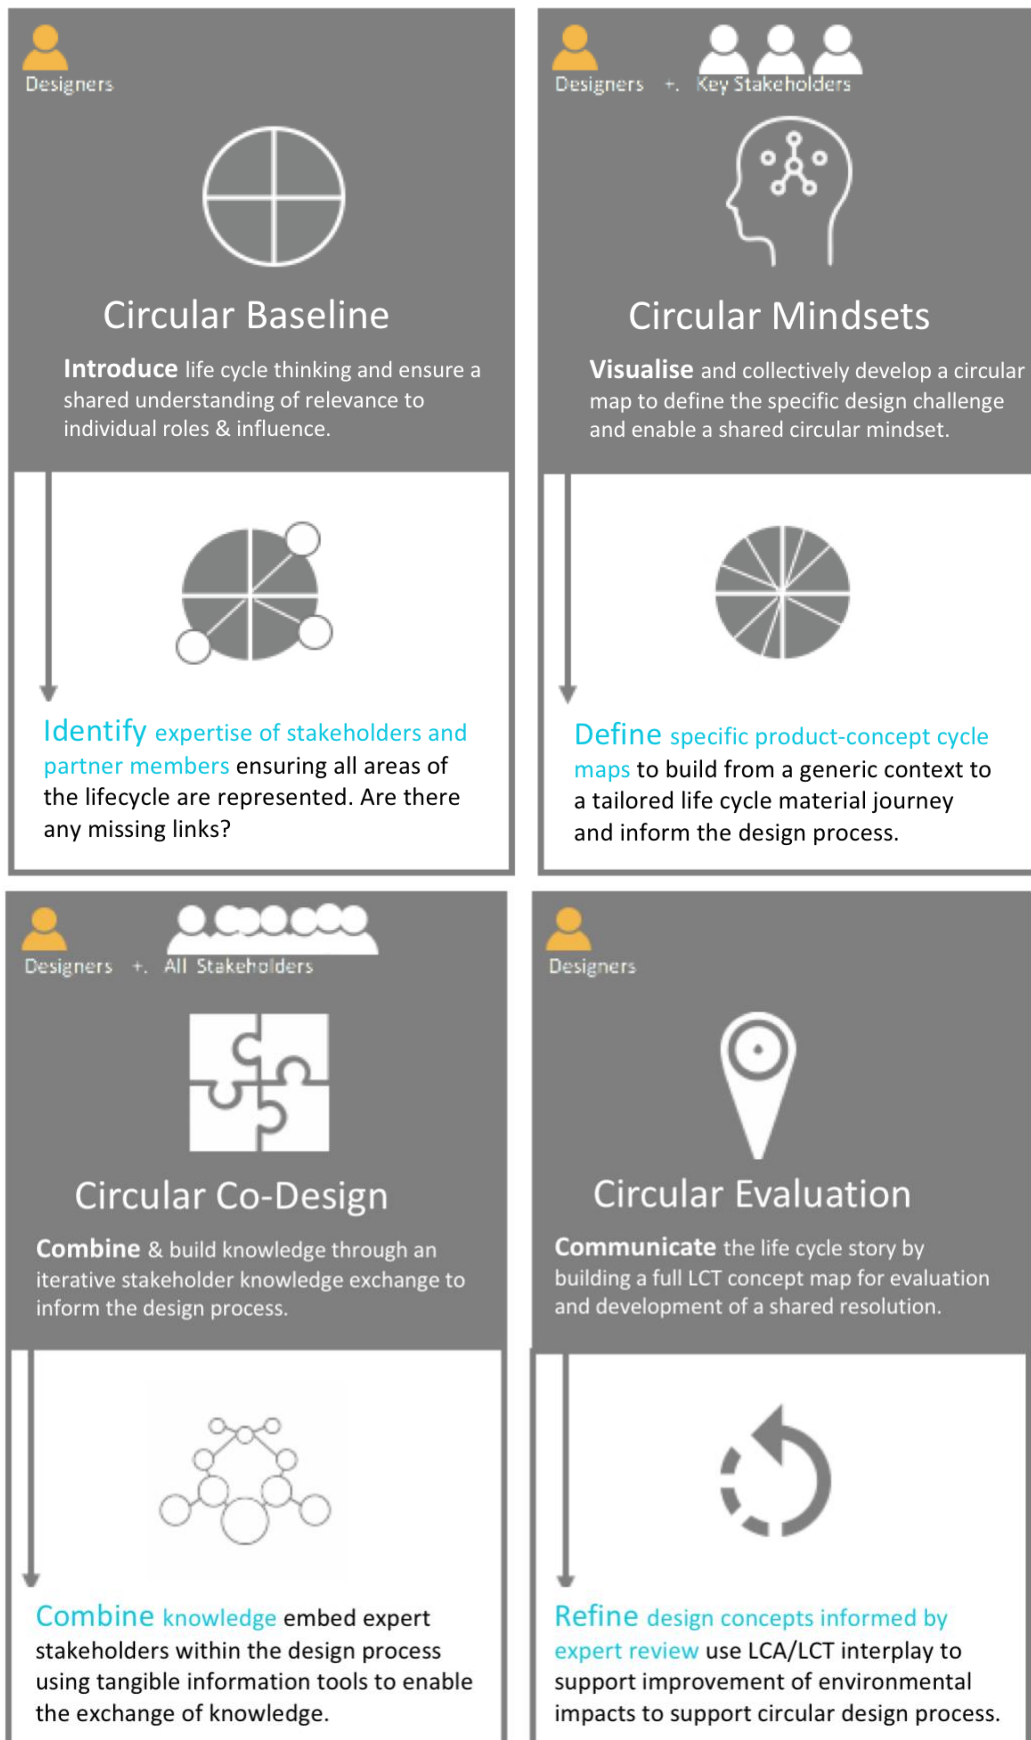 Designers
Circular Baseline
Introduce life cycle thinking and ensure a
shared understanding of relevance to
individual roles & influence.
Identify expertise of stakeholders and
partner members ensuring all areas of
the lifecycle are represented. Are there
any missing links?
Designers +. Key Stakeholders
Circular Mindsets
Visualise and collectively develop a circular
map to define the specific design challenge
and enable a shared circular mindset.
Define specific product-concept cycle
maps to build from a generic context to
a tailored life cycle material journey
and inform the design process.
Designers +. All Stakeholders
Circular Co-Design
Combine & build knowledge through an
iterative stakeholder knowledge exchange to
inform the design process.
Combine knowledge embed expert
stakeholders within the design process
using tangible information tools to enable
the exchange of knowledge.
Designers
Circular Evaluation
Communicate the life cycle story by
building a full LCT concept map for evaluation
and development of a shared resolution.
Refine design concepts informed by
expert review use LCA/LCT interplay to
support improvement of environmental
impacts to support circular design process.